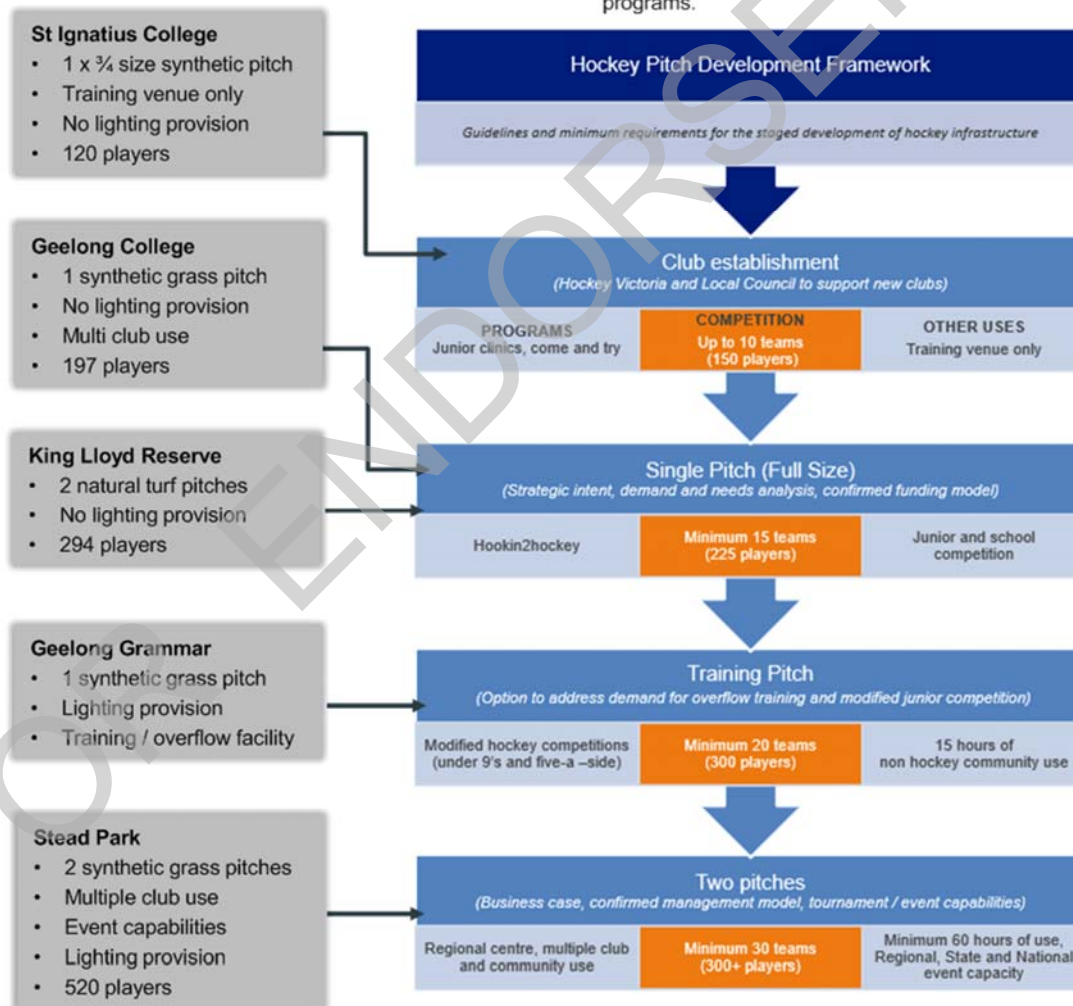 programs.
St Ignatius College
• 1 x ¾ size synthetic pitch
• Training venue only
• No lighting provision
• 120 players
Geelong College
• 1 synthetic grass pitch
• No lighting provision
• Multi club use
• 197 players
King Lloyd Reserve
• 2 natural turf pitches
• No lighting provision
• 294 players
Geelong Grammar
• 1 synthetic grass pitch
• Lighting provision
• Training / overflow facility
Stead Park
• 2 synthetic grass pitches
• Multiple club use
• Event capabilities
• Lighting provision
• 520 players
Hockey Pitch Development Framework
Guidelines and minimum requirements for the staged development of hockey infrastructure
Club establishment
(Hockey Victoria and Local Council to support new clubs)
PROGRAMS
Junior clinics, come and try
COMPETITION
Up to 10 teams
(150 players)
OTHER USES
Training venue only
Single Pitch (Full Size)
(Strategic intent, demand and needs analysis, confirmed funding model)
Hookin2hockey
Minimum 15 teams
(225 players)
Junior and school
competition
Training Pitch
(Option to address demand for overflow training and modified junior competition)
Modified hockey competitions
(under 9's and five-a –side)
Minimum 20 teams
(300 players)
15 hours of
non hockey community use
Two pitches
(Business case, confirmed management model, tournament / event capabilities)
Regional centre, multiple club
and community use
Minimum 30 teams
(300+ players)
Minimum 60 hours of use,
Regional, State and National
event capacity
OR ENDORSE